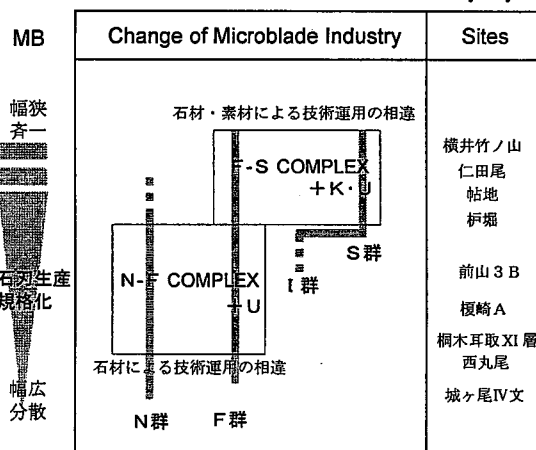 MB
Change of Microblade Industry
Sites
幅狭
斉一
石刃生産
規格化
幅広
分散
石材・素材による技術運用の相違
F-S COMPLEX
+K・U
S群
I群
N-F COMPLEX
+U
石材による技術運用の相違
N群
F群
横井竹ノ山
仁田尾
帖地
枦堀
前山3B
榎崎A
桐木耳取XI層
西丸尾
城ヶ尾IV文